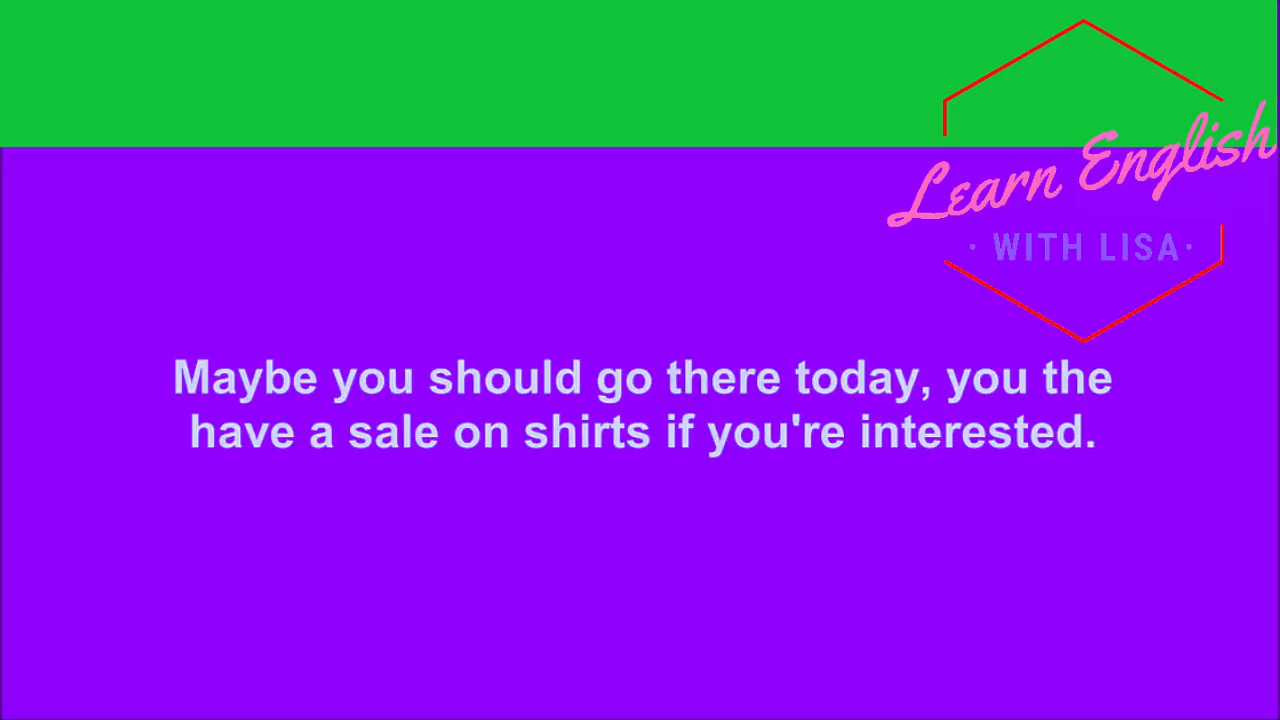 Learn English
· WITH LISA·
Maybe you should go there today, you the
have a sale on shirts if you're interested.